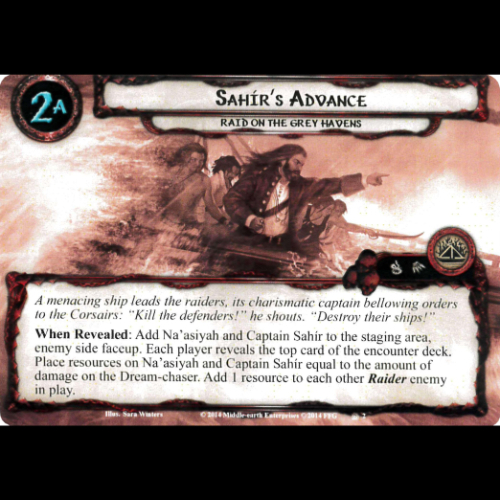 2A
SAHÍR'S ADVANCE
RAID ON THE GREY HAVENS
A menacing ship leads the raiders, its charismatic captain bellowing orders
to the Corsairs: “Kill the defenders!” he shouts. “Destroy their ships!”
When Revealed: Add Na’asiyah and Captain Sahír to the staging area,
enemy side faceup. Each player reveals the top card of the encounter deck.
Place resources on Na’asiyah and Captain Sahír equal to the amount of
damage on the Dream-chaser. Add 1 resource to each other Raider enemy
in play.
Illus. Sara Winters © 2014 Middle-earth Enterprises © 2014 FFG 2